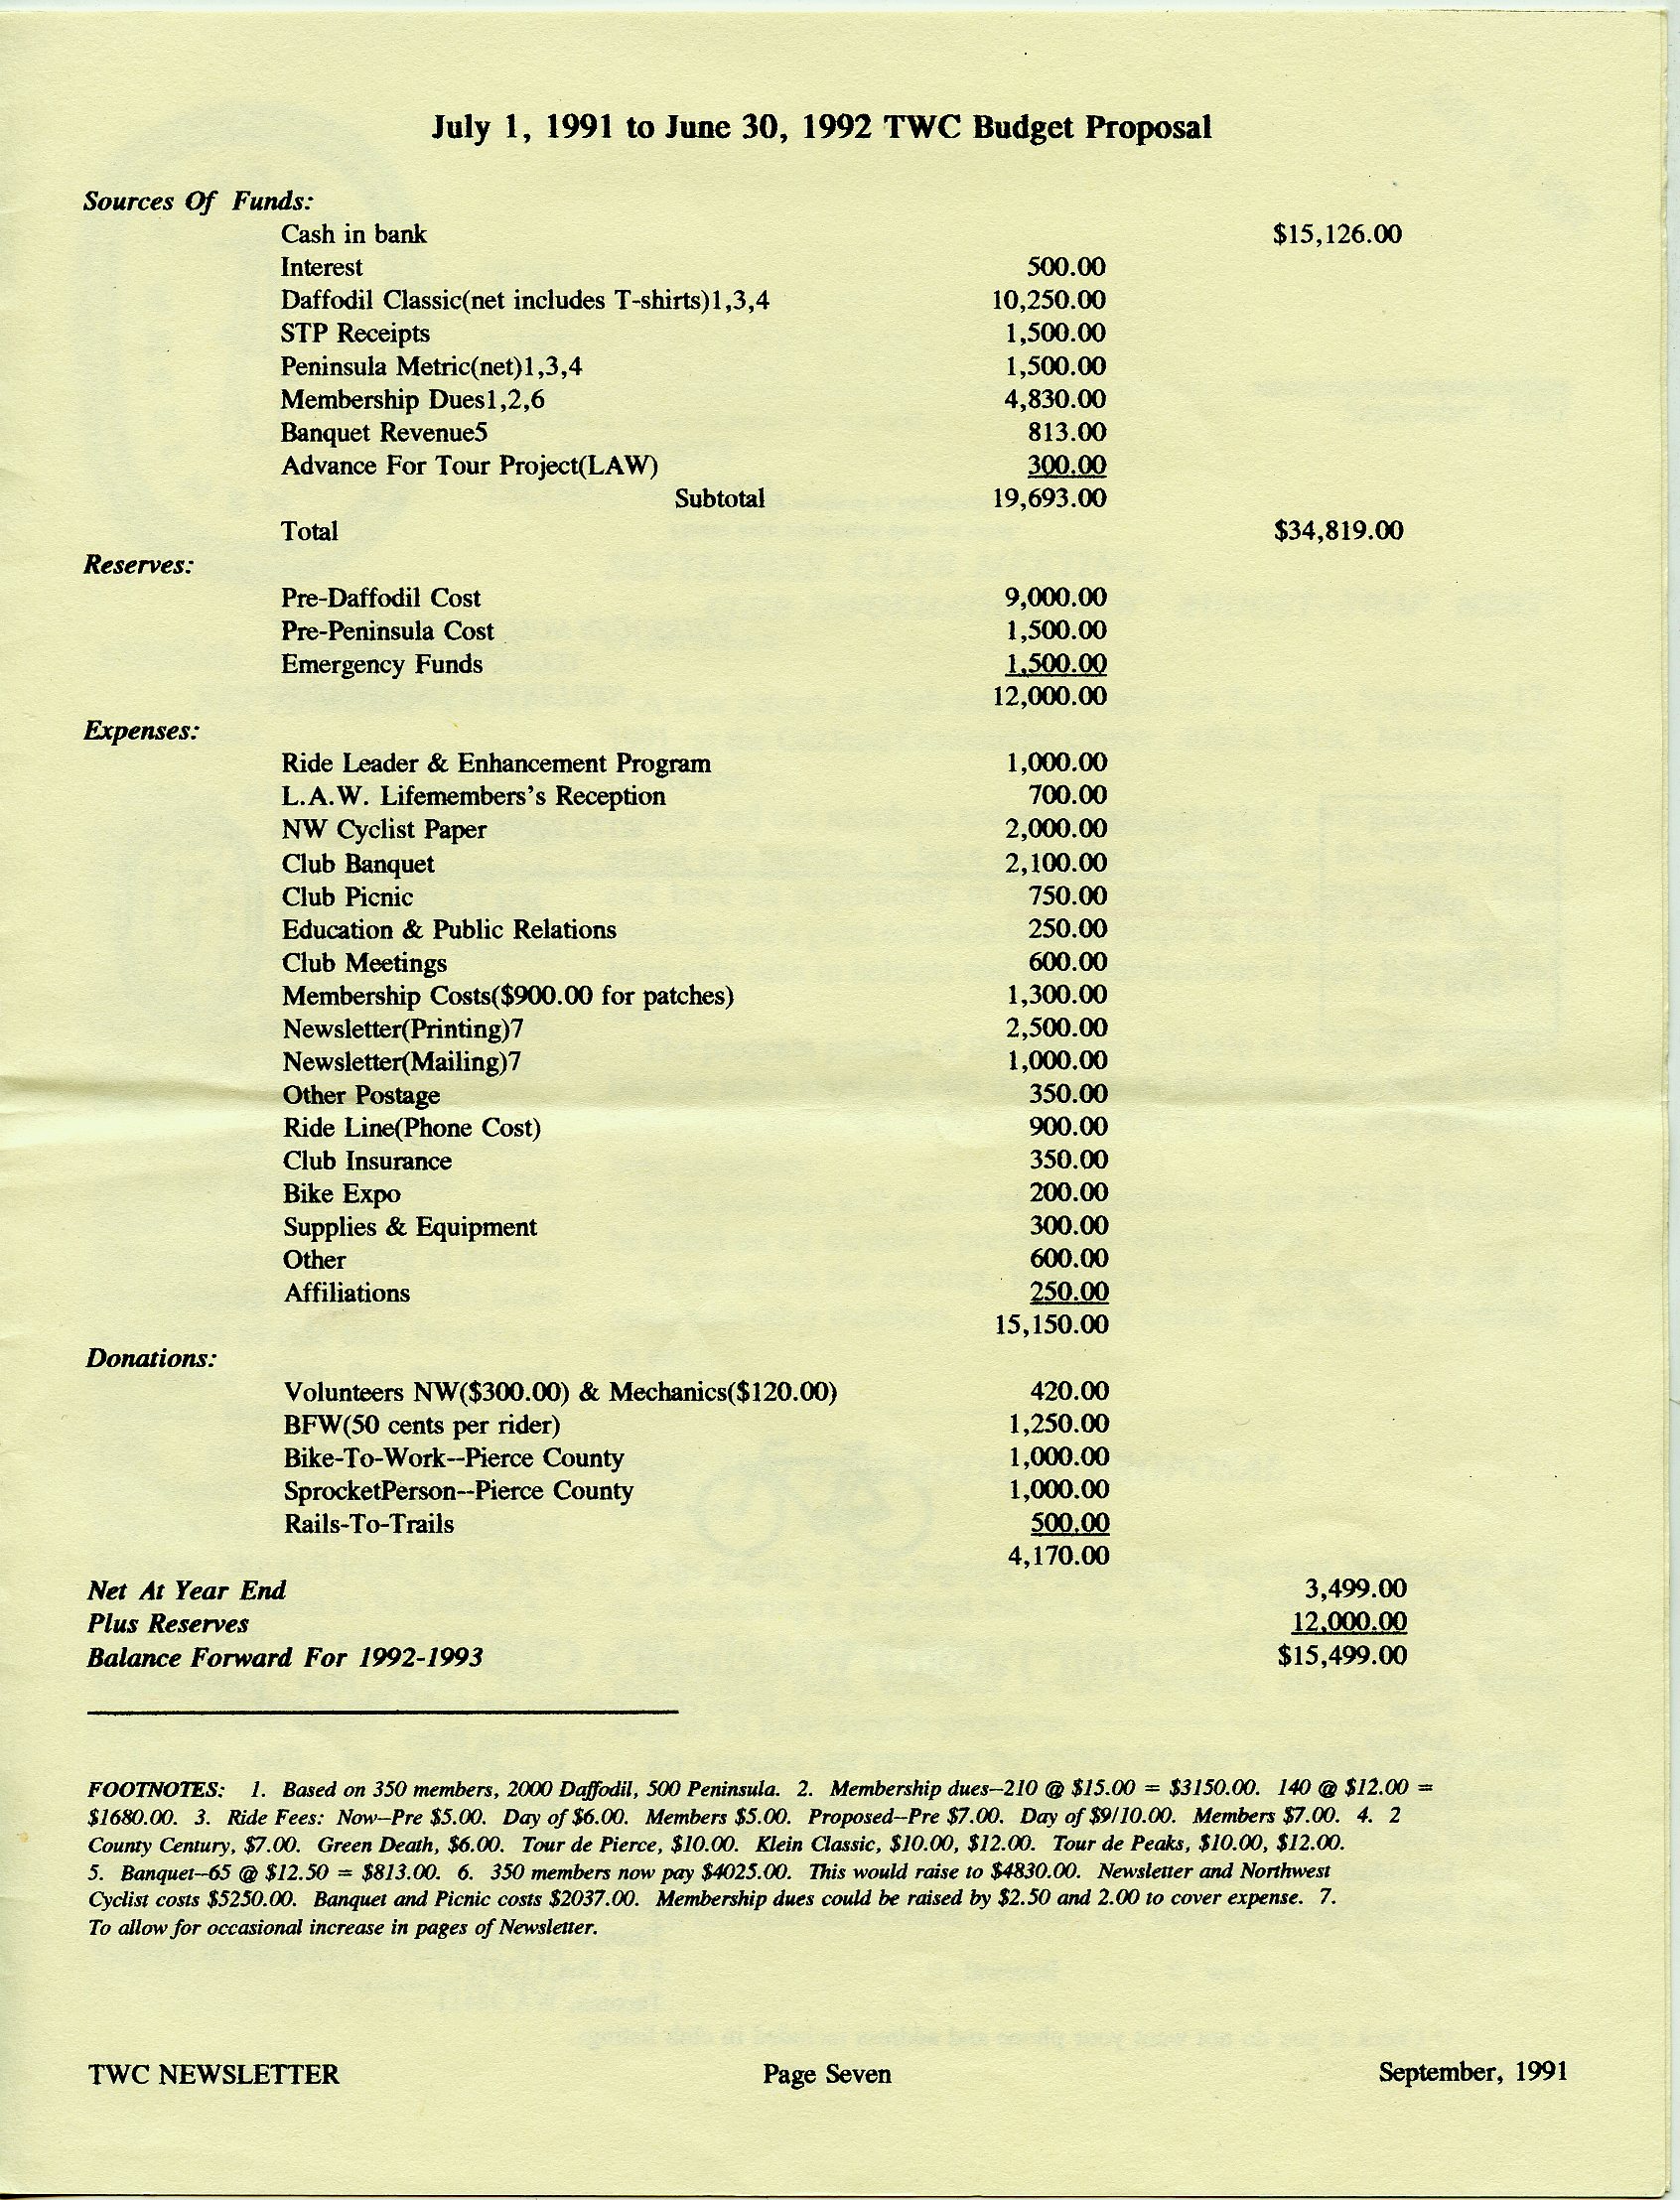 July 1, 1991 to June 30, 1992 TWC Budget Proposal
Sources Of Funds:
Cash in bank $15,126.00
Interest 500.00
Daffodil Classic(net includes T-shirts)1,3,4 10,250.00
STP Receipts 1,500.00
Peninsula Metric(net)1,3,4 1,500.00
Membership Dues1,2,6 4,830.00
Banquet Revenue5 813.00
Advance For Tour Project(LAW) 300.00
Subtotal 19,693.00
Total $34,819.00
Reserves:
Pre-Daffodil Cost 9,000.00
Pre-Peninsula Cost 1,500.00
Emergency Funds 1,500.00
12,000.00
Expenses:
Ride Leader & Enhancement Program 1,000.00
L.A.W. Lifemembers's Reception 700.00
NW Cyclist Paper 2,000.00
Club Banquet 2,100.00
Club Picnic 750.00
Education & Public Relations 250.00
Club Meetings 600.00
Membership Costs($900.00 for patches) 1,300.00
Newsletter(Printing)7 2,500.00
Newsletter(Mailing)7 1,000.00
Other Postage 350.00
Ride Line(Phone Cost) 900.00
Club Insurance 350.00
Bike Expo 200.00
Supplies & Equipment 300.00
Other 600.00
Affiliations 250.00
15,150.00
Donations:
Volunteers NW($300.00) & Mechanics($120.00) 420.00
BFW(50 cents per rider) 1,250.00
Bike-To-Work--Pierce County 1,000.00
SprocketPerson--Pierce County 1,000.00
Rails-To-Trails 500.00
4,170.00
Net At Year End 3,499.00
Plus Reserves 12,000.00
Balance Forward For 1992-1993 $15,499.00
FOOTNOTES: 1. Based on 350 members, 2000 Daffodil, 500 Peninsula. 2. Membership dues--210 @ $15.00 = $3150.00. 140 @ $12.00 =
$1680.00. 3. Ride Fees: Now--Pre $5.00. Day of $6.00. Members $5.00. Proposed--Pre $7.00. Day of $9/10.00. Members $7.00. 4. 2
County Century, $7.00. Green Death, $6.00. Tour de Pierce, $10.00. Klein Classic, $10.00, $12.00. Tour de Peaks, $10.00, $12.00.
5. Banquet--65 @ $12.50 = $813.00. 6. 350 members now pay $4025.00. This would raise to $4830.00. Newsletter and Northwest
Cyclist costs $5250.00. Banquet and Picnic costs $2037.00. Membership dues could be raised by $2.50 and 2.00 to cover expense. 7.
To allow for occasional increase in pages of Newsletter.
TWC NEWSLETTER Page Seven September, 1991